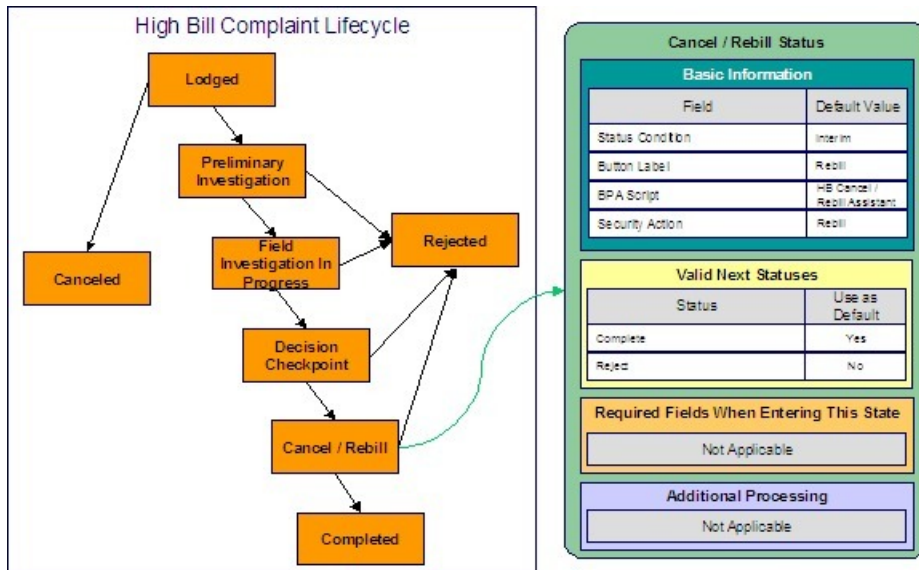 High Bill Complaint Lifecycle
Lodged
Preliminary
Investigation
Field
Investigation In
Progress
Rejected
Canceled
Decision
Checkpoint
Cancel / Rebill
Completed
Cancel / Rebill Status
Basic Information
Field Default Value
Status Condition Interim
Button Label Rebill
BPA Script HB Cancel /
Rebill Assistant
Security Action Rebill
Valid Next Statuses
Status Use as
Default
Complete Yes
Reject No
Required Fields When Entering This State
Not Applicable
Additional Processing
Not Applicable